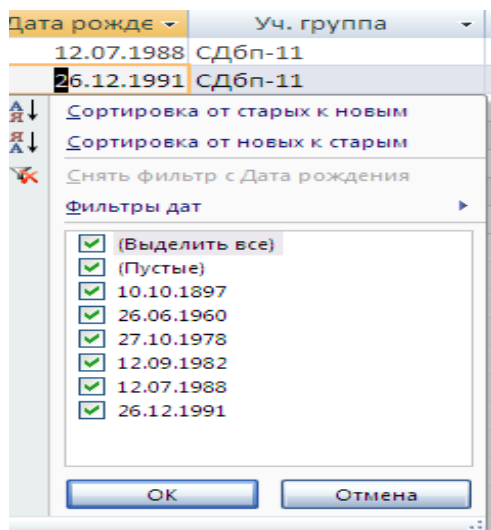 Дата рожде Уч. группа
12.07.1988 СДбп-11
26.12.1991 СДбп-11
Сортировка от старых к новым
Сортировка от новых к старым
Снять фильтр с Дата рождения
Фильтры дат
(Выделить все)
(Пустые)
10.10.1897
26.06.1960
27.10.1978
12.09.1982
12.07.1988
26.12.1991
ОК Отмена